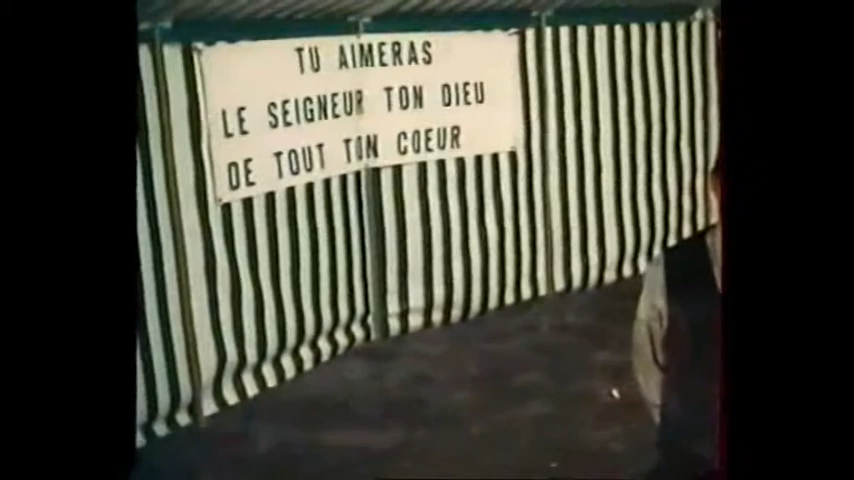 TU AIMERAS
LE SEIGNEUR TON DIEU
DE TOUT TON COEUR